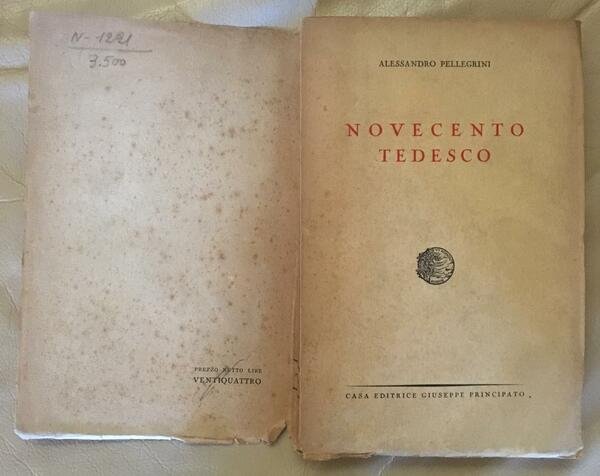 N-1221
3.500
PREZZO NETTO LIRE
VENTIQUATTRO
ALESSANDRO PELLEGRINI
NOVECENTO
TEDESCO
CASA EDITRICE GIUSEPPE PRINCIPATO